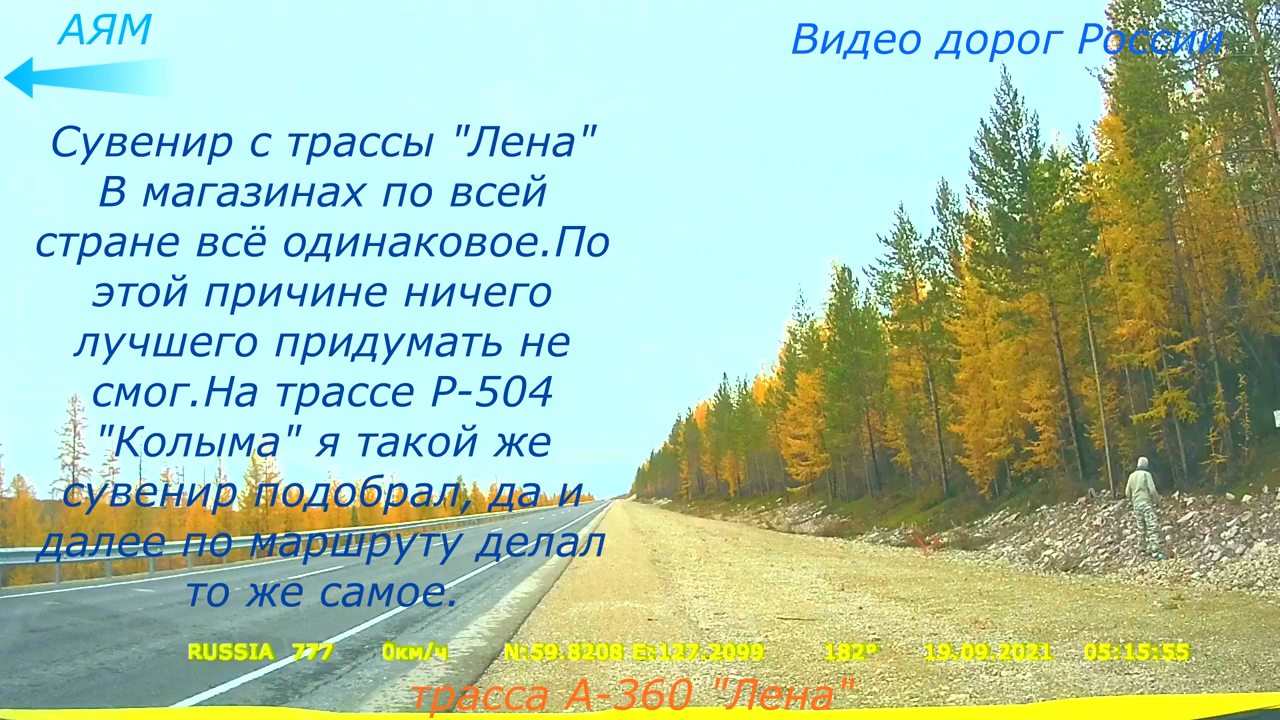 АЯМ
Видео дорог России
Сувенир с трассы "Лена"
В магазинах по всей
стране всё одинаковое.По
этой причине ничего
лучшего придумать не
смог.На трассе Р-504
"Колыма" я такой же
сувенир подобрал, да и
далее по маршруту делал
то же самое.
RUSSIA 777 0км/ч N:59.8208 E:127.2099 182° 19.09.2021 05:15:55
трасса А-360 "Лена"